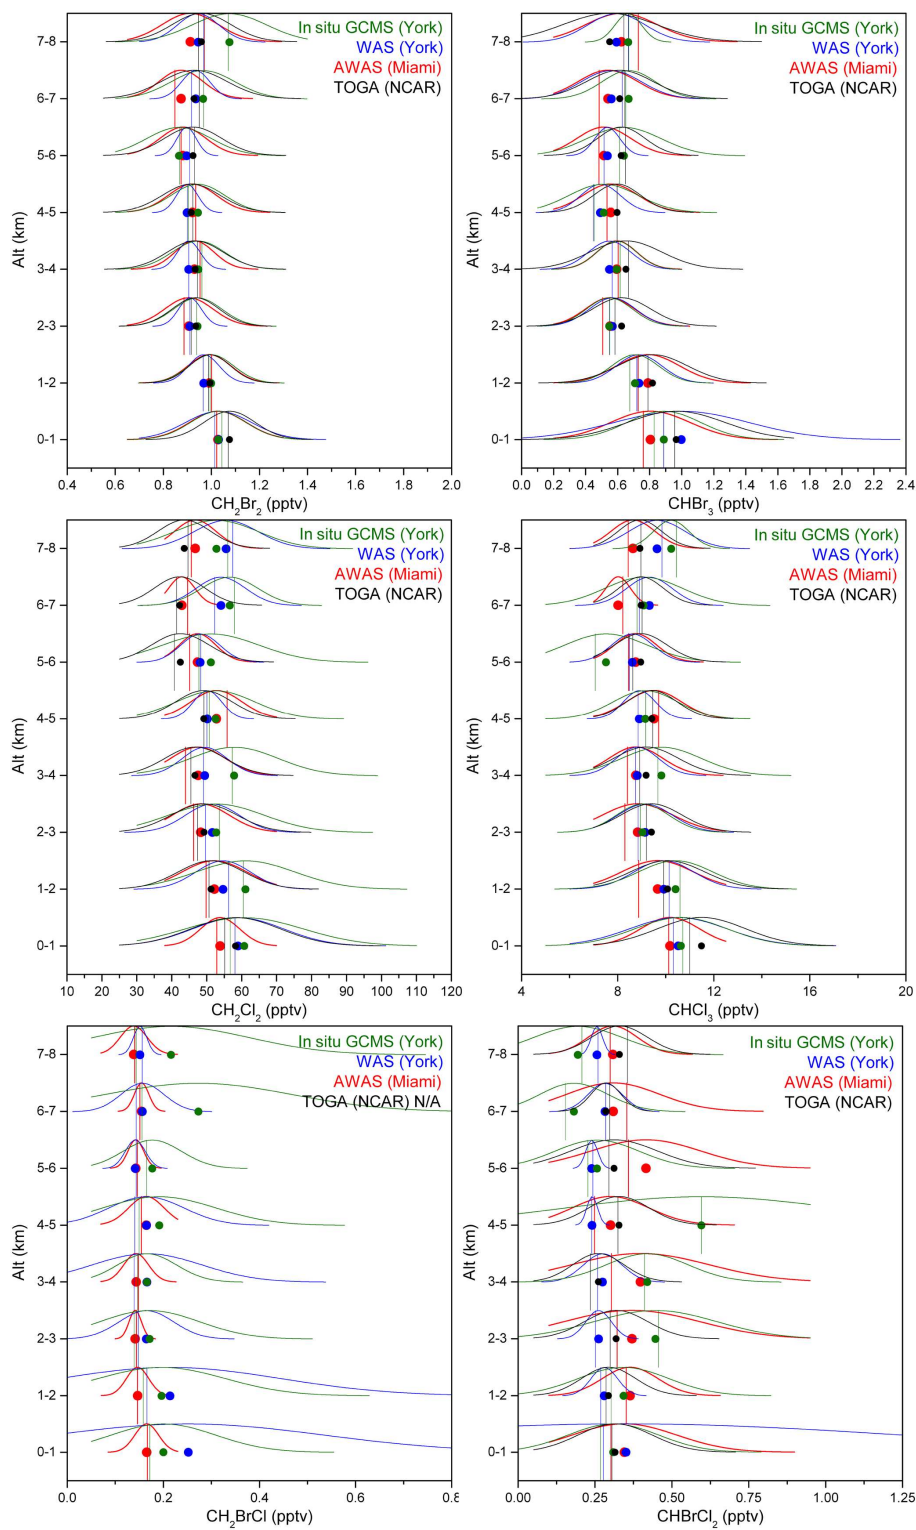 In situ GCMS (York)
WAS (York)
AWAS (Miami)
TOGA (NCAR)
7-8
6-7
5-6
4-5
3-4
2-3
1-2
0-1
Alt (km)
0.4 0.6 0.8 1.0 1.2 1.4 1.6 1.8 2.0
CH2Br2 (pptv)
In situ GCMS (York)
WAS (York)
AWAS (Miami)
TOGA (NCAR)
7-8
6-7
5-6
4-5
3-4
2-3
1-2
0-1
Alt (km)
0.0 0.2 0.4 0.6 0.8 1.0 1.2 1.4 1.6 1.8 2.0 2.2 2.4
CHBr3 (pptv)
In situ GCMS (York)
WAS (York)
AWAS (Miami)
TOGA (NCAR)
7-8
6-7
5-6
4-5
3-4
2-3
1-2
0-1
Alt (km)
10 20 30 40 50 60 70 80 90 100 110 120
CH2Cl2 (pptv)
In situ GCMS (York)
WAS (York)
AWAS (Miami)
TOGA (NCAR)
7-8
6-7
5-6
4-5
3-4
2-3
1-2
0-1
Alt (km)
4 8 12 16 20
CHCl3 (pptv)
In situ GCMS (York)
WAS (York)
AWAS (Miami)
TOGA (NCAR) N/A
7-8
6-7
5-6
4-5
3-4
2-3
1-2
0-1
Alt (km)
0.0 0.2 0.4 0.6 0.8
CH2BrCl (pptv)
In situ GCMS (York)
WAS (York)
AWAS (Miami)
TOGA (NCAR)
7-8
6-7
5-6
4-5
3-4
2-3
1-2
0-1
Alt (km)
0.00 0.25 0.50 0.75 1.00 1.25
CHBrCl2 (pptv)